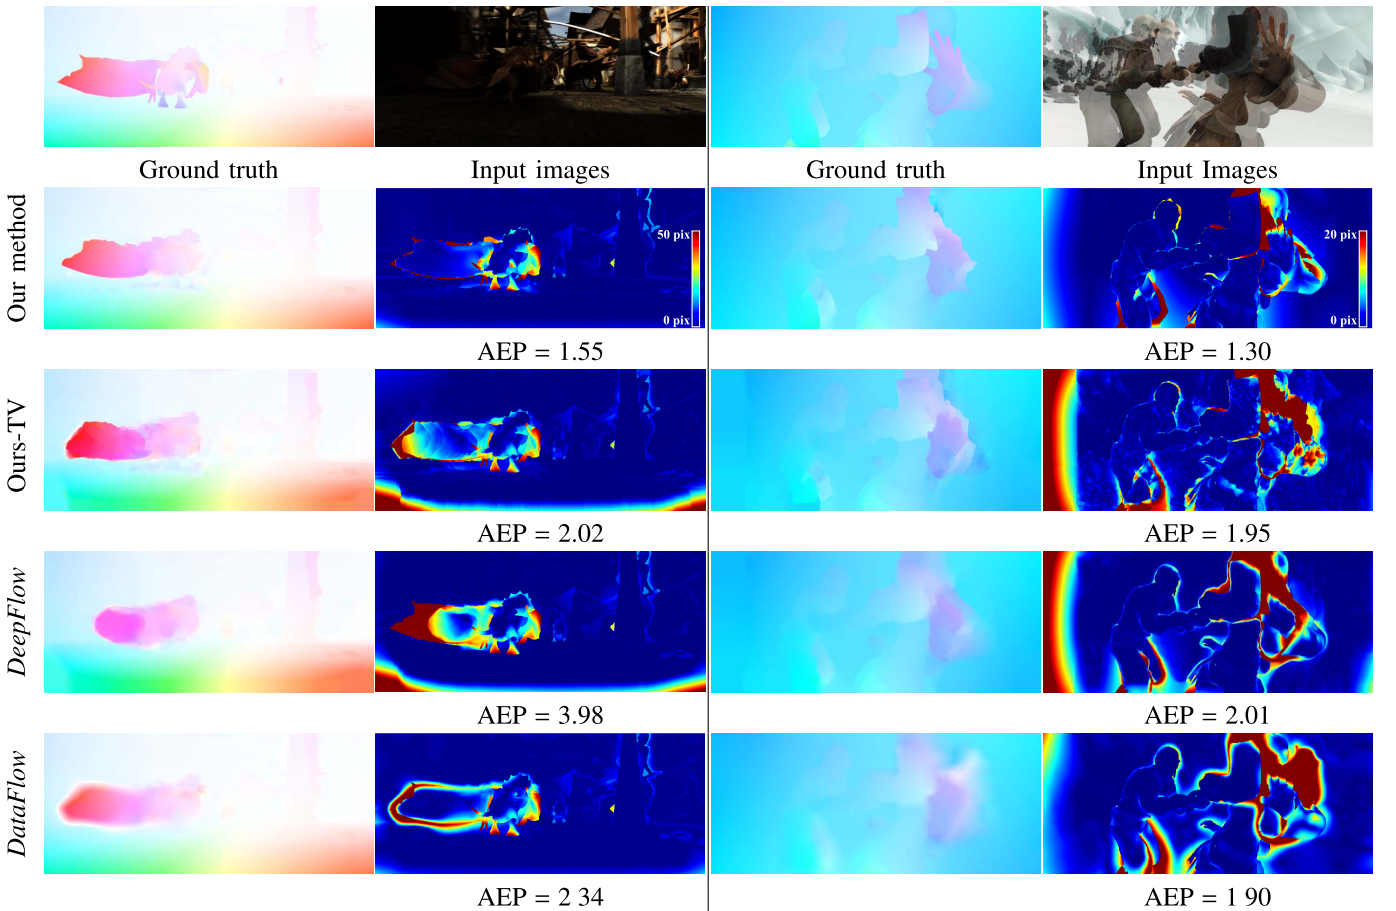 Ground truth
Input images
Ground truth
Input Images
Our method
50 pix
0 pix
20 pix
0 pix
AEP = 1.55
AEP = 1.30
Ours-TV
AEP = 2.02
AEP = 1.95
DeepFlow
AEP = 3.98
AEP = 2.01
DataFlow
AEP = 2 34
AEP = 1 90